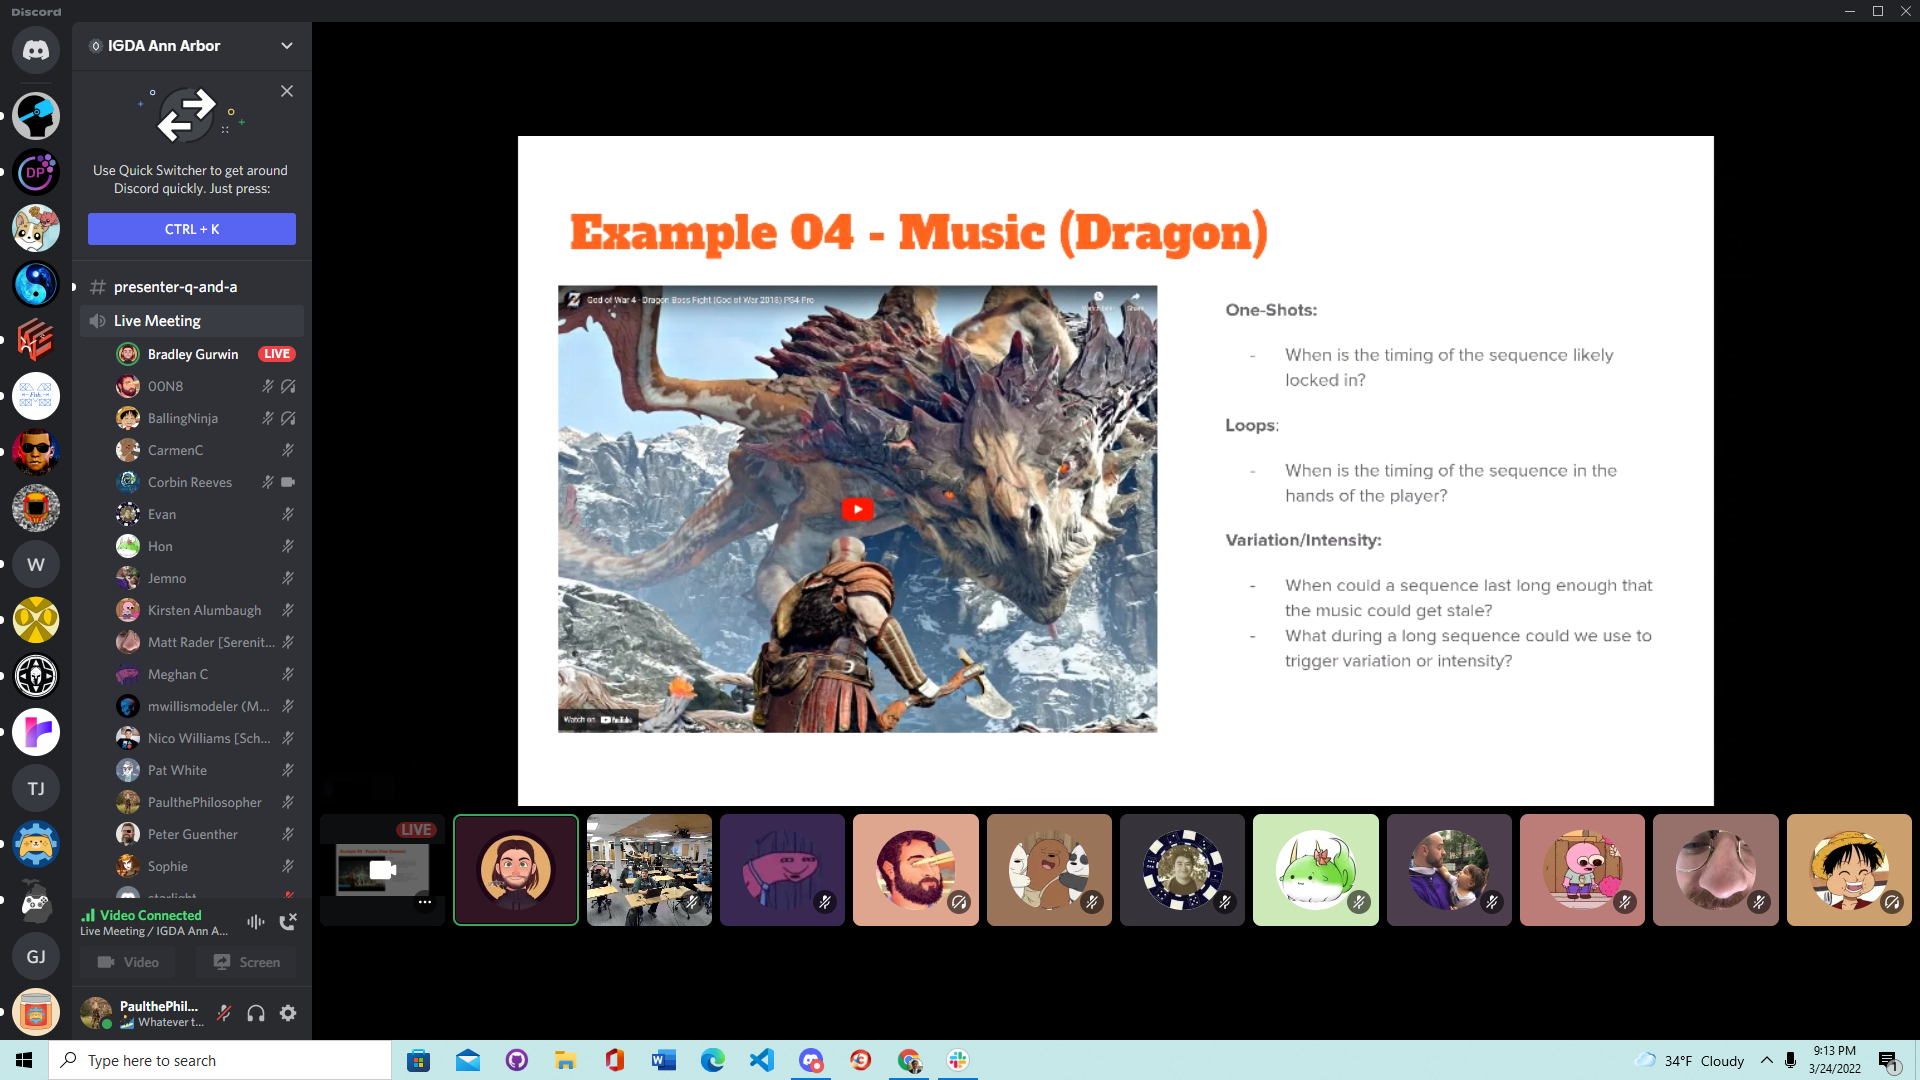 Discord
IGDA Ann Arbor
Use Quick Switcher to get around
Discord quickly. Just press:
CTRL + K
presenter-q-and-a
Live Meeting
Bradley Gurwin LIVE
00N8
BallingNinja
CarmenC
Corbin Reeves
Evan
Hon
Jemno
Kirsten Alumbaugh
Matt Rader [Serenit...
Meghan C
mwillismodeler (M...
Nico Williams [Sch...
Pat White
PaulthePhilosopher
Peter Guenther
Sophie
starlight
Video Connected
Live Meeting / IGDA Ann A...
Video Screen
PaulthePhil...
Whatever t...
DP
W
TJ
GJ
Example 04 - Music (Dragon)
God of War 4 - Dragon Boss Fight (God of War 2018) PS4 Pro
Watch on YouTube
One-Shots:
- When is the timing of the sequence likely
locked in?
Loops:
- When is the timing of the sequence in the
hands of the player?
Variation/Intensity:
- When could a sequence last long enough that
the music could get stale?
- What during a long sequence could we use to
trigger variation or intensity?
LIVE
Type here to search
34°F Cloudy
9:13 PM
3/24/2022
1